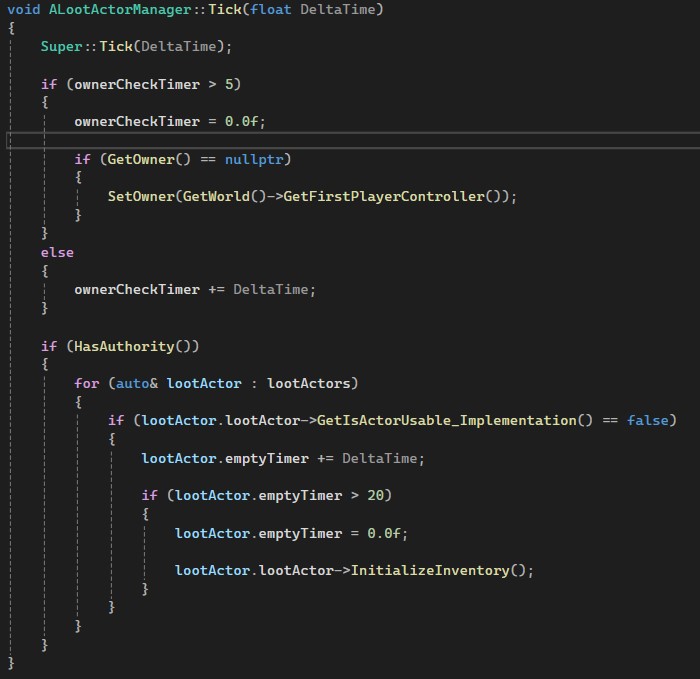 void ALootActorManager::Tick(float DeltaTime)
{
    Super::Tick(DeltaTime);

    if (ownerCheckTimer > 5)
    {
        ownerCheckTimer = 0.0f;

        if (GetOwner() == nullptr)
        {
            SetOwner(GetWorld()->GetFirstPlayerController());
        }
    }
    else
    {
        ownerCheckTimer += DeltaTime;
    }

    if (HasAuthority())
    {
        for (auto& lootActor : lootActors)
        {
            if (lootActor.lootActor->GetIsActorUsable_Implementation() == false)
            {
                lootActor.emptyTimer += DeltaTime;

                if (lootActor.emptyTimer > 20)
                {
                    lootActor.emptyTimer = 0.0f;

                    lootActor.lootActor->InitializeInventory();
                }
            }
        }
    }
}